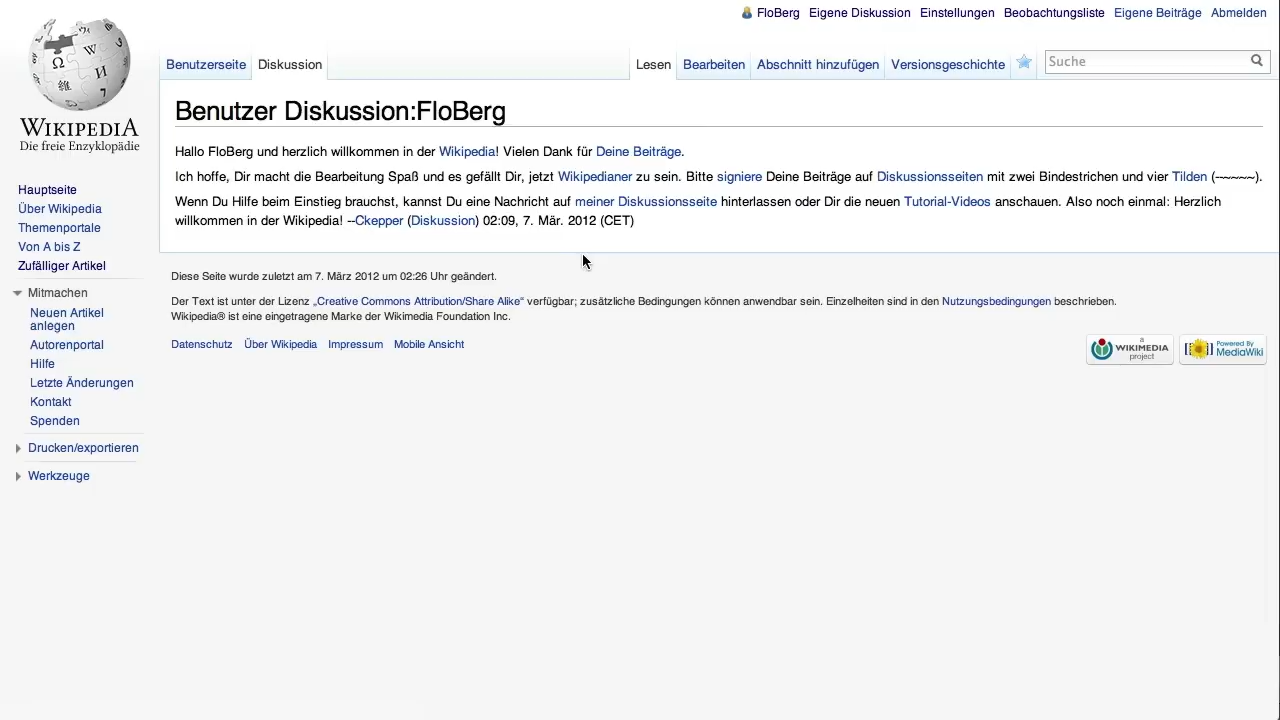 FloBerg Eigene Diskussion Einstellungen Beobachtungsliste Eigene Beiträge Abmelden
Benutzerseite Diskussion Lesen Bearbeiten Abschnitt hinzufügen Versionsgeschichte Suche
WIKIPEDIA
Die freie Enzyklopädie
Benutzer Diskussion:FloBerg
Hallo FloBerg und herzlich willkommen in der Wikipedia! Vielen Dank für Deine Beiträge.
Ich hoffe, Dir macht die Bearbeitung Spaß und es gefällt Dir, jetzt Wikipedianer zu sein. Bitte signiere Deine Beiträge auf Diskussionsseiten mit zwei Bindestrichen und vier Tilden (--~~~~).
Wenn Du Hilfe beim Einstieg brauchst, kannst Du eine Nachricht auf meiner Diskussionsseite hinterlassen oder Dir die neuen Tutorial-Videos anschauen. Also noch einmal: Herzlich
willkommen in der Wikipedia! --Ckepper (Diskussion) 02:09, 7. Mär. 2012 (CET)
Diese Seite wurde zuletzt am 7. März 2012 um 02:26 Uhr geändert.
Der Text ist unter der Lizenz „Creative Commons Attribution/Share Alike“ verfügbar; zusätzliche Bedingungen können anwendbar sein. Einzelheiten sind in den Nutzungsbedingungen beschrieben.
Wikipedia® ist eine eingetragene Marke der Wikimedia Foundation Inc.
Datenschutz Über Wikipedia Impressum Mobile Ansicht
a
WIKIMEDIA
project
Powered By
MediaWiki
Hauptseite
Über Wikipedia
Themenportale
Von A bis Z
Zufälliger Artikel
Mitmachen
Neuen Artikel
anlegen
Autorenportal
Hilfe
Letzte Änderungen
Kontakt
Spenden
Drucken/exportieren
Werkzeuge